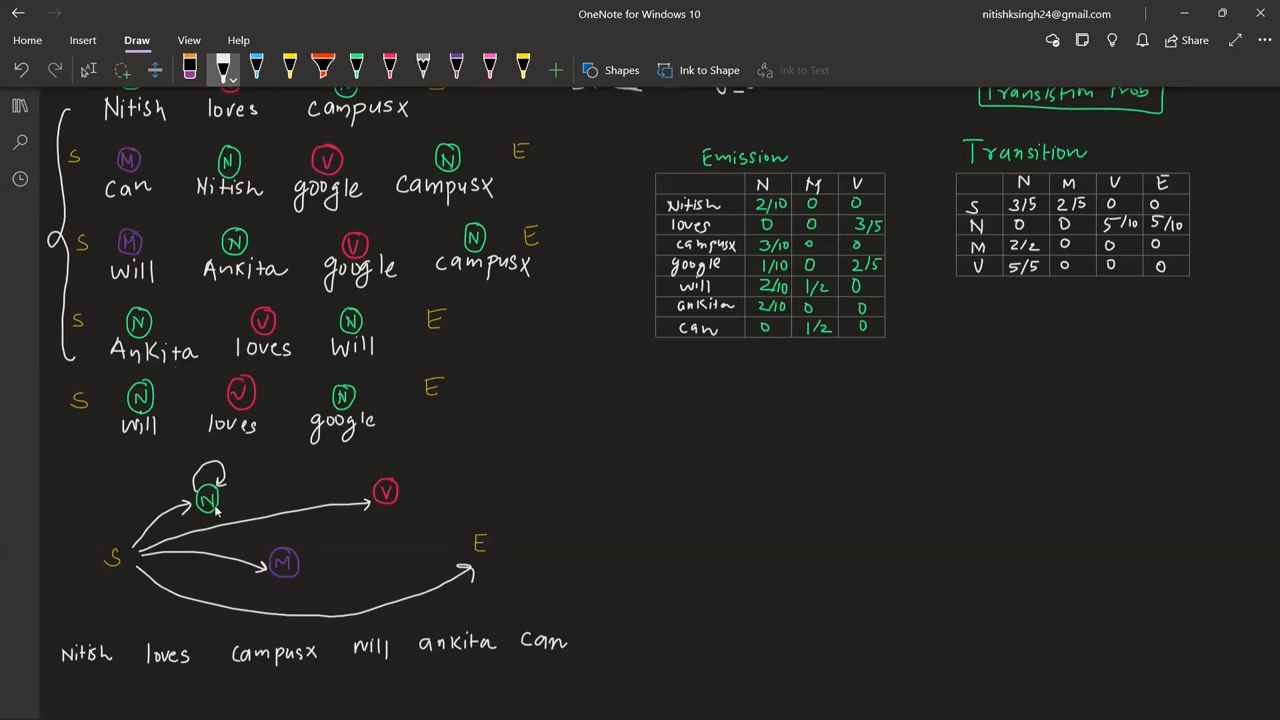 OneNote for Windows 10
nitishksingh24@gmail.com
Home Insert Draw View Help
Share
Shapes Ink to Shape Ink to Text
Nitish loves campusx
Transistion Prob
S M N V N E
can Nitish google campusx
S M N V N E
will Ankita google campusx
S N V N E
Ankita loves will
S N V N E
will loves google
N V
S M E
Nitish loves campusx will ankita can
Emission
N M V
Nitish 2/10 0 0
loves 0 0 3/5
campusx 3/10 0 0
google 1/10 0 2/5
will 2/10 1/2 0
ankita 2/10 0 0
can 0 1/2 0
Transition
N M V E
S 3/5 2/5 0 0
N 0 0 5/10 5/10
M 2/2 0 0 0
V 5/5 0 0 0